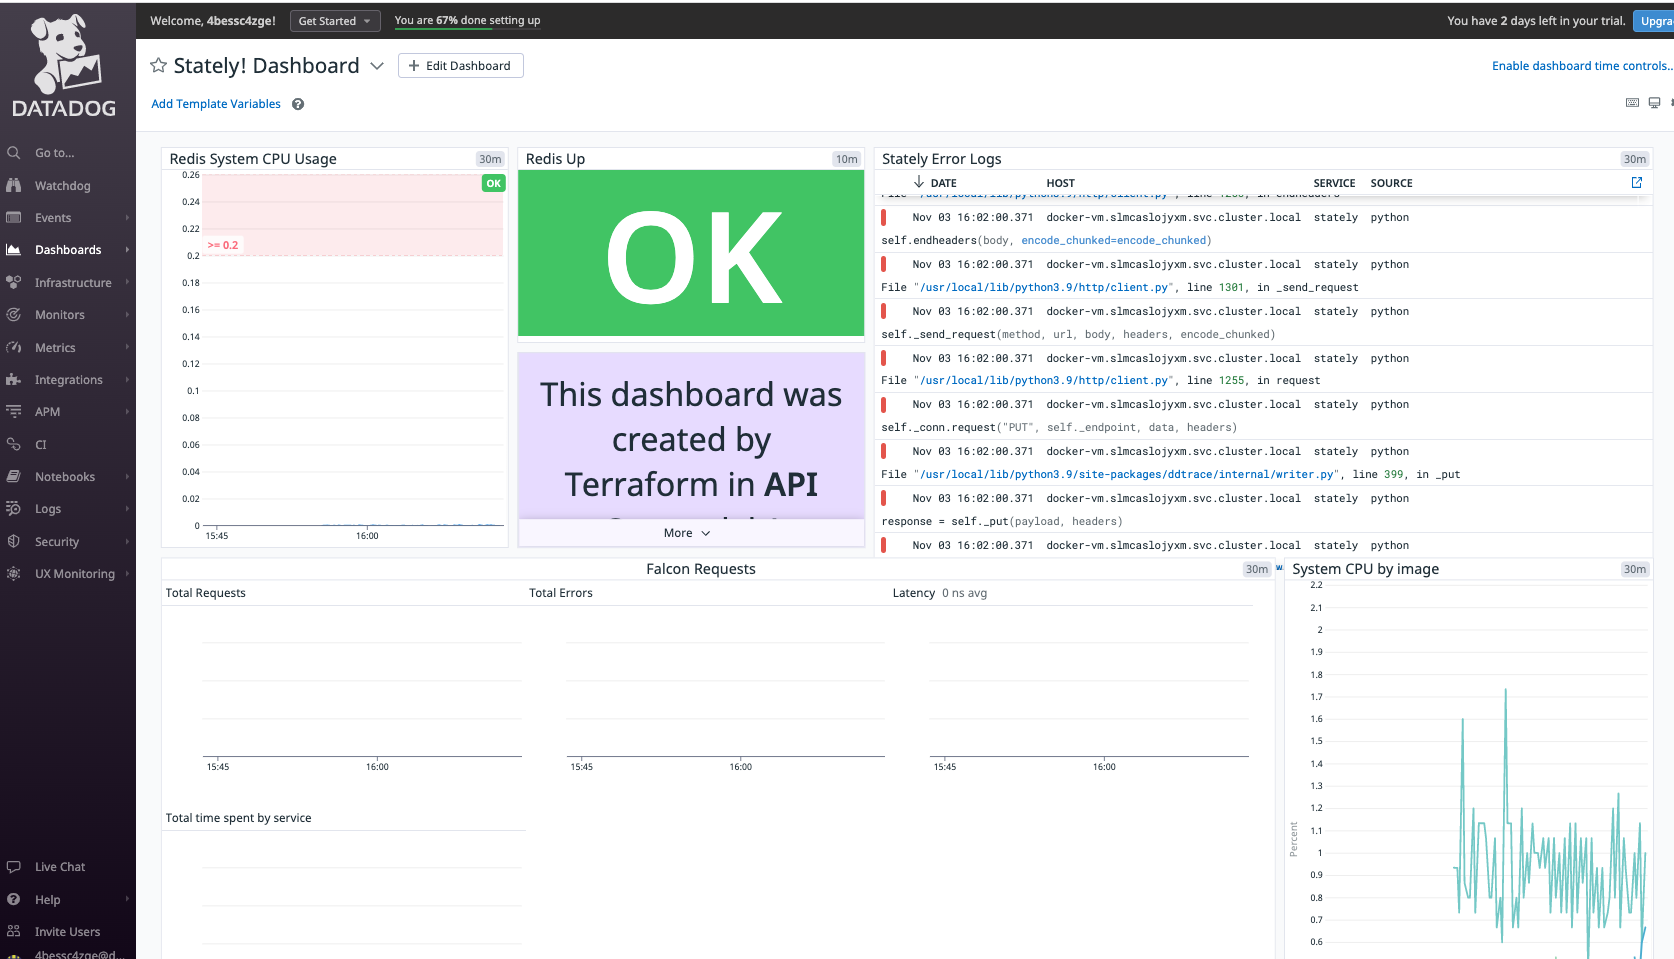 Welcome, 4bessc4zge!
Get Started
You are 67% done setting up
You have 2 days left in your trial.
DATADOG
Go to...
Watchdog
Events
Dashboards
Infrastructure
Monitors
Metrics
Integrations
APM
CI
Notebooks
Logs
Security
UX Monitoring
Live Chat
Help
Invite Users
4bessc4zge@d...
Stately! Dashboard
+ Edit Dashboard
Enable dashboard time controls...
Add Template Variables ?
Redis System CPU Usage 30m
OK
0.26
0.24
0.22
>= 0.2
0.2
0.18
0.16
0.14
0.12
0.1
0.08
0.06
0.04
0.02
0
15:45 16:00
Redis Up 10m
OK
This dashboard was
created by
Terraform in API
More
Stately Error Logs 30m
DATE HOST SERVICE SOURCE
Nov 03 16:02:00.371 docker-vm.slmcaslojyxm.svc.cluster.local stately python
self.endheaders(body, encode_chunked=encode_chunked)
Nov 03 16:02:00.371 docker-vm.slmcaslojyxm.svc.cluster.local stately python
File "/usr/local/lib/python3.9/http/client.py", line 1301, in _send_request
Nov 03 16:02:00.371 docker-vm.slmcaslojyxm.svc.cluster.local stately python
self._send_request(method, url, body, headers, encode_chunked)
Nov 03 16:02:00.371 docker-vm.slmcaslojyxm.svc.cluster.local stately python
File "/usr/local/lib/python3.9/http/client.py", line 1255, in request
Nov 03 16:02:00.371 docker-vm.slmcaslojyxm.svc.cluster.local stately python
self._conn.request("PUT", self._endpoint, data, headers)
Nov 03 16:02:00.371 docker-vm.slmcaslojyxm.svc.cluster.local stately python
File "/usr/local/lib/python3.9/site-packages/ddtrace/internal/writer.py", line 399, in _put
Nov 03 16:02:00.371 docker-vm.slmcaslojyxm.svc.cluster.local stately python
response = self._put(payload, headers)
Nov 03 16:02:00.371 docker-vm.slmcaslojyxm.svc.cluster.local stately python
Falcon Requests 30m
Total Requests
15:45 16:00
Total Errors
15:45 16:00
Latency 0 ns avg
15:45 16:00
Total time spent by service
System CPU by image 30m
Percent
2.2
2.1
2
1.9
1.8
1.7
1.6
1.5
1.4
1.3
1.2
1.1
1
0.9
0.8
0.7
0.6